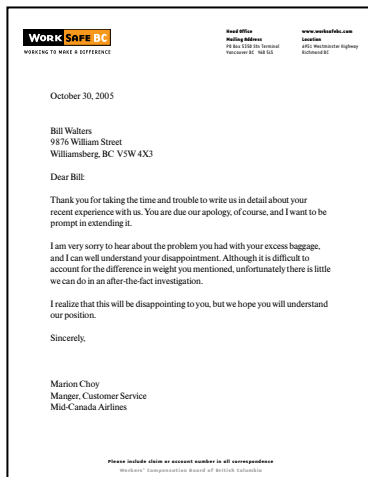 WORK SAFE BC
WORKING TO MAKE A DIFFERENCE
Head Office
Mailing Address
PO Box 5350 Stn Terminal
Vancouver BC V6B 5L5
www.worksafebc.com
Location
6951 Westminster Highway
Richmond BC
October 30, 2005
Bill Walters
9876 William Street
Williamsberg, BC V5W 4X3
Dear Bill:
Thank you for taking the time and trouble to write us in detail about your
recent experience with us. You are due our apology, of course, and I want to be
prompt in extending it.
I am very sorry to hear about the problem you had with your excess baggage,
and I can well understand your disappointment. Although it is difficult to
account for the difference in weight you mentioned, unfortunately there is little
we can do in an after-the-fact investigation.
I realize that this will be disappointing to you, but we hope you will understand
our position.
Sincerely,
Marion Choy
Manger, Customer Service
Mid-Canada Airlines
Please include claim or account number in all correspondence
Workers' Compensation Board of British Columbia